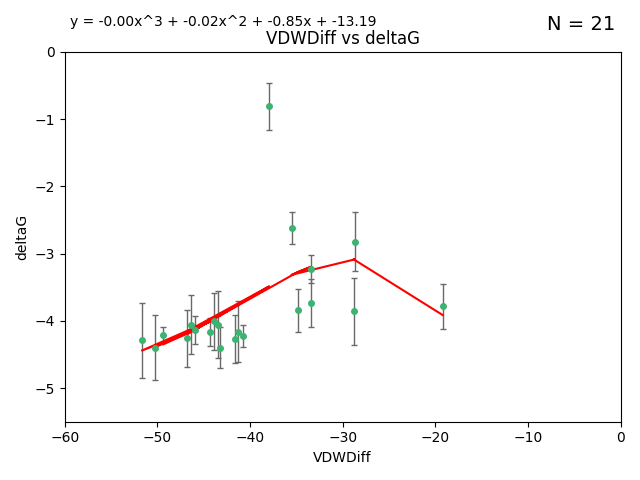 y = -0.00x^3 + -0.02x^2 + -0.85x + -13.19
N = 21
VDWDiff vs deltaG
0
−1
−2
−3
−4
−5
deltaG
−60
−50
−40
−30
−20
−10
0
VDWDiff